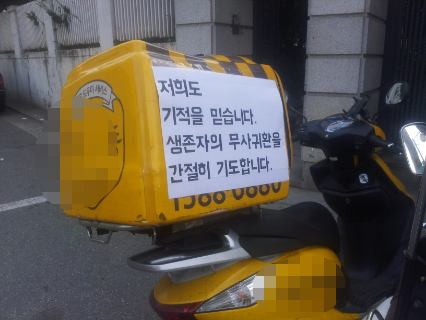 저희도
기적을 믿습니다.
생존자의 무사귀환을
간절히 기도합니다.